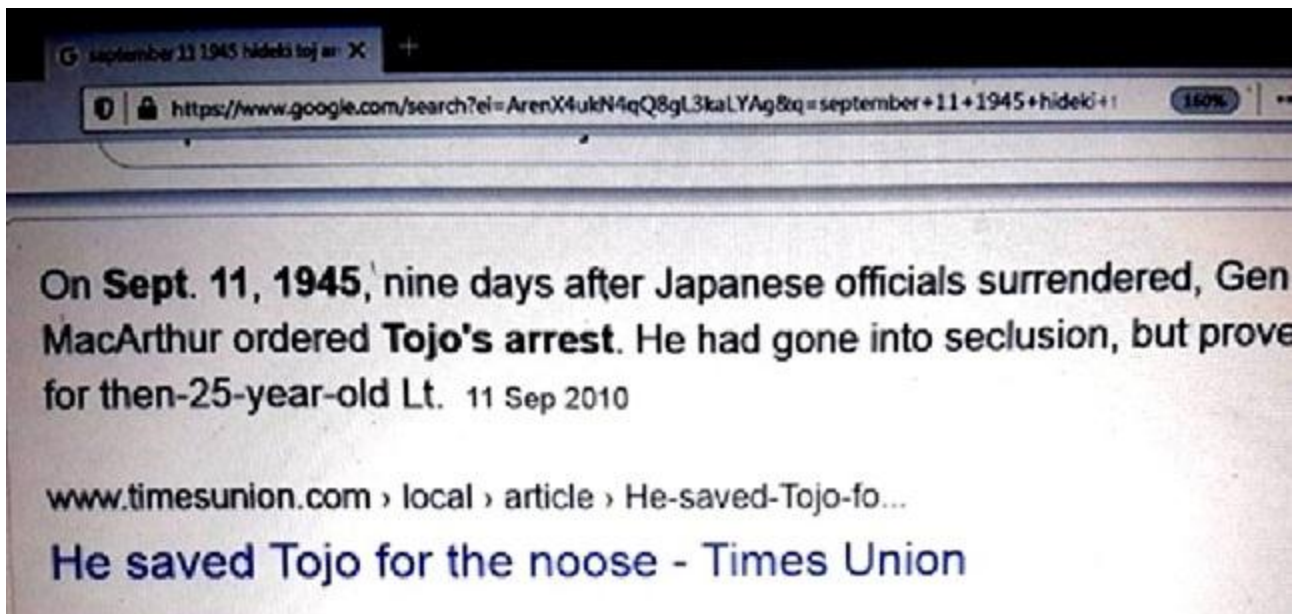 G september 11 1945 hideki toj ar X +
https://www.google.com/search?ei=ArenX4ukN4qQ8gL3kaLYAg&q=september+11+1945+hideki+t 160%
On Sept. 11, 1945, nine days after Japanese officials surrendered, Gen
MacArthur ordered Tojo's arrest. He had gone into seclusion, but prove
for then-25-year-old Lt. 11 Sep 2010
www.timesunion.com › local › article › He-saved-Tojo-fo...
He saved Tojo for the noose - Times Union